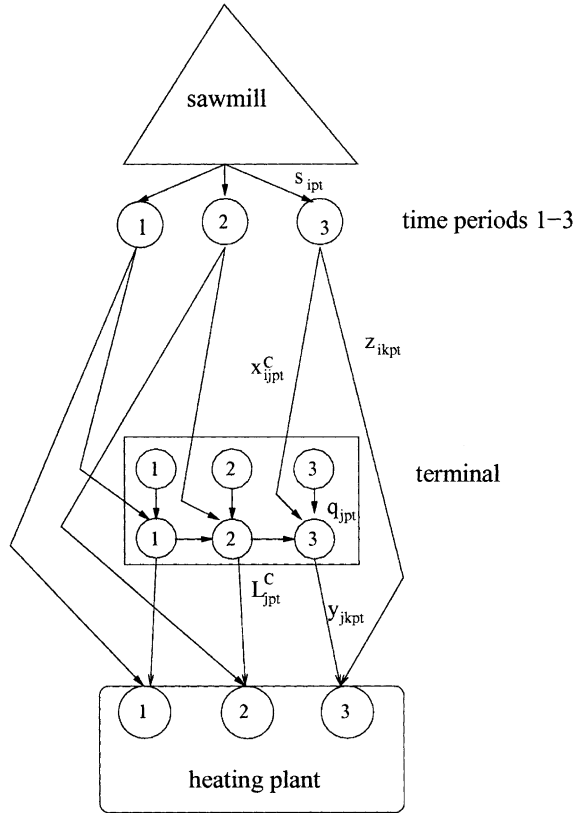 sawmill
s_ipt
1 2 3
time periods 1-3
z_ikpt
x^C_ijpt
1 2 3
terminal
q_jpt
1 2 3
L^C_jpt
y_jkpt
1 2 3
heating plant